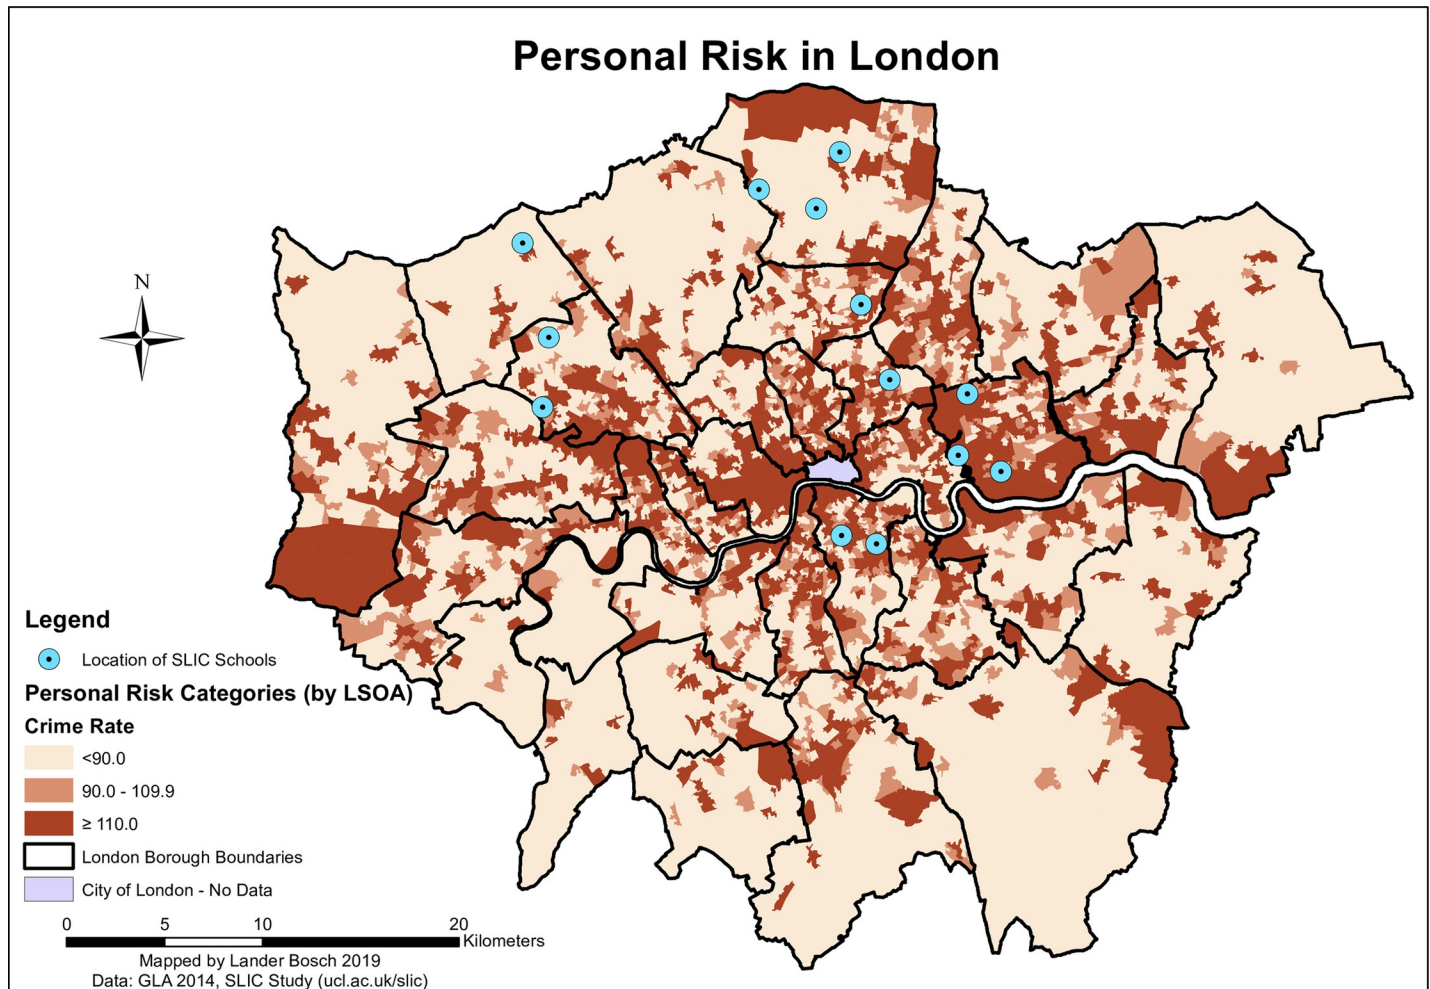 Personal Risk in London
N
Legend
Location of SLIC Schools
Personal Risk Categories (by LSOA)
Crime Rate
<90.0
90.0 - 109.9
≥ 110.0
London Borough Boundaries
City of London - No Data
0 5 10 20
Kilometers
Mapped by Lander Bosch 2019
Data: GLA 2014, SLIC Study (ucl.ac.uk/slic)